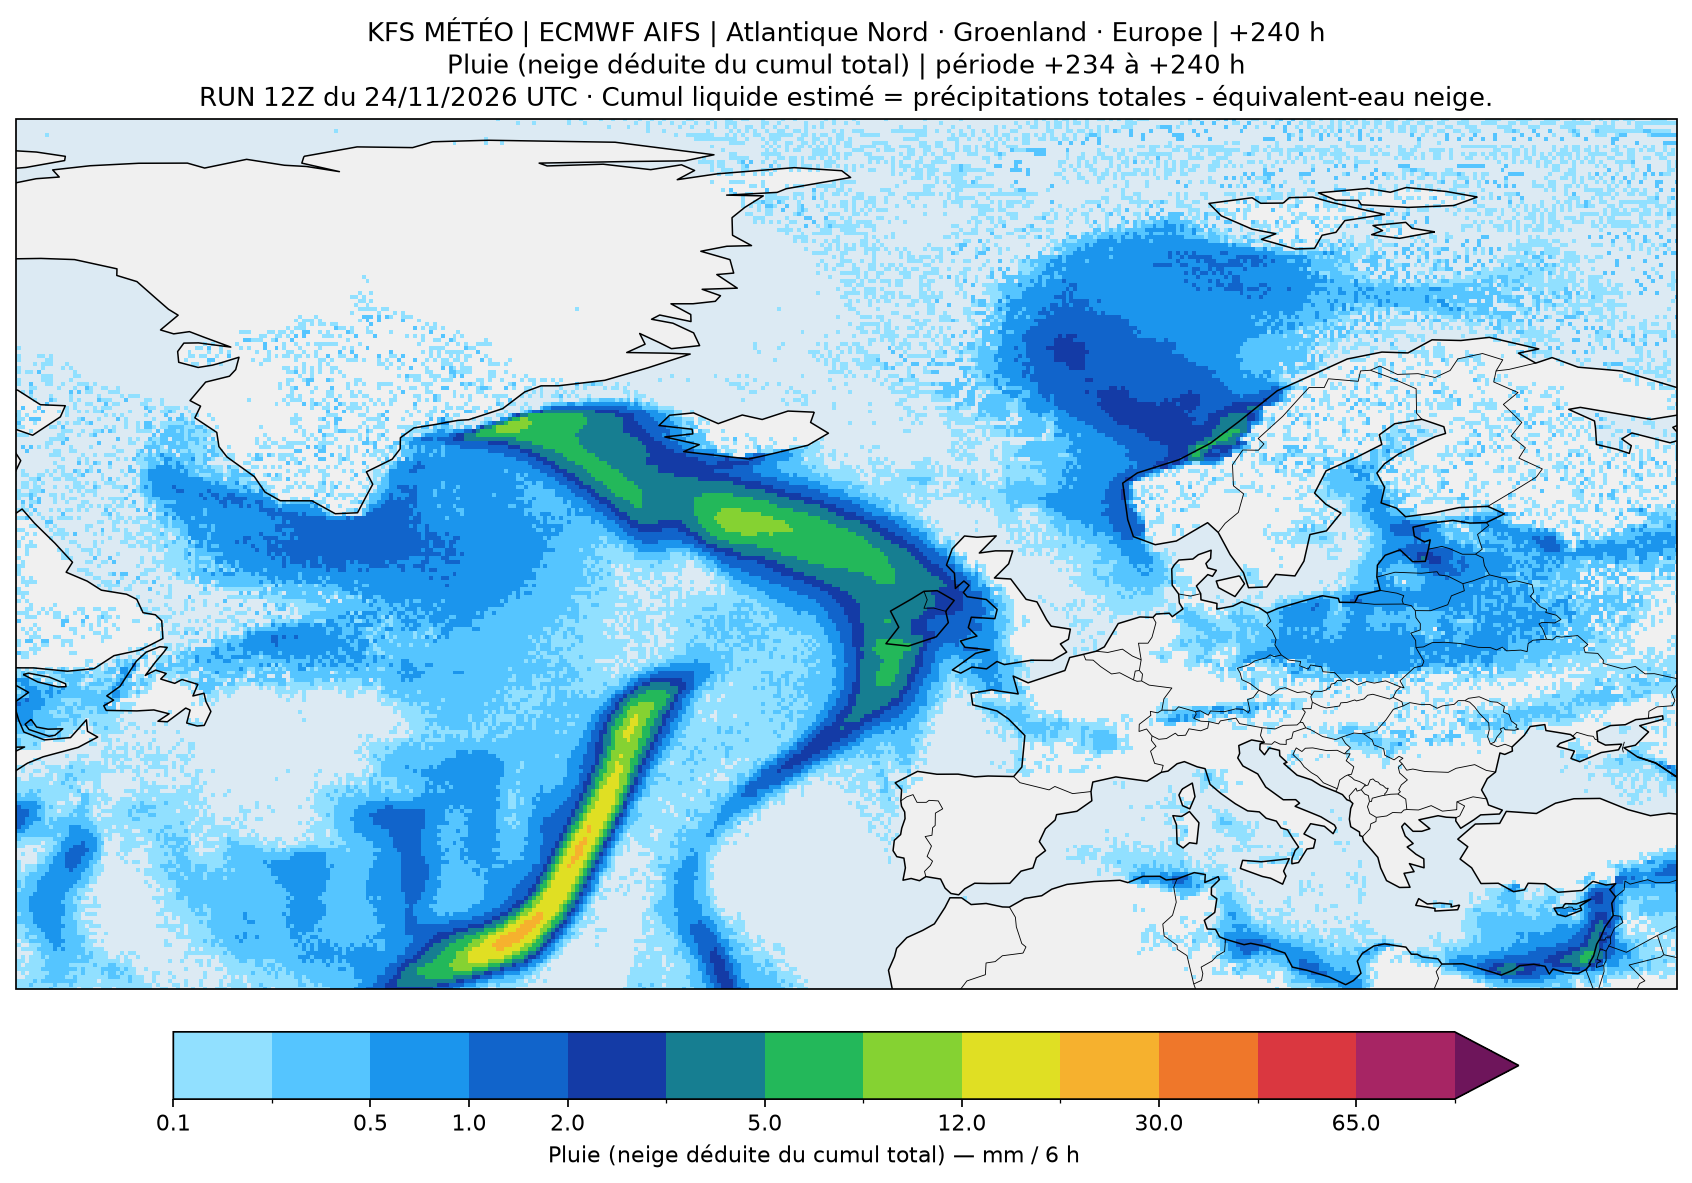 KFS MÉTÉO | ECMWF AIFS | Atlantique Nord · Groenland · Europe | +240 h
Pluie (neige déduite du cumul total) | période +234 à +240 h
RUN 12Z du 24/11/2026 UTC · Cumul liquide estimé = précipitations totales - équivalent-eau neige.
0.1 0.5 1.0 2.0 5.0 12.0 30.0 65.0
Pluie (neige déduite du cumul total) — mm / 6 h